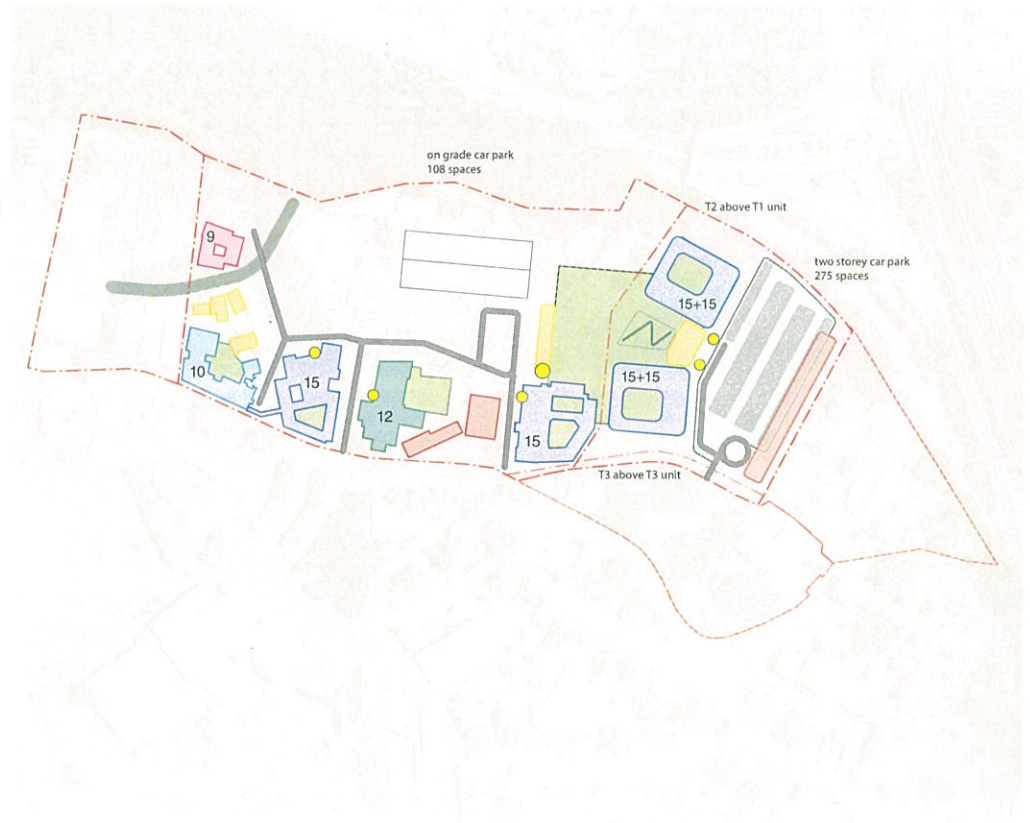 on grade car park
108 spaces
T2 above T1 unit
9
two storey car park
275 spaces
15+15
10
15
15+15
12
15
T3 above T3 unit